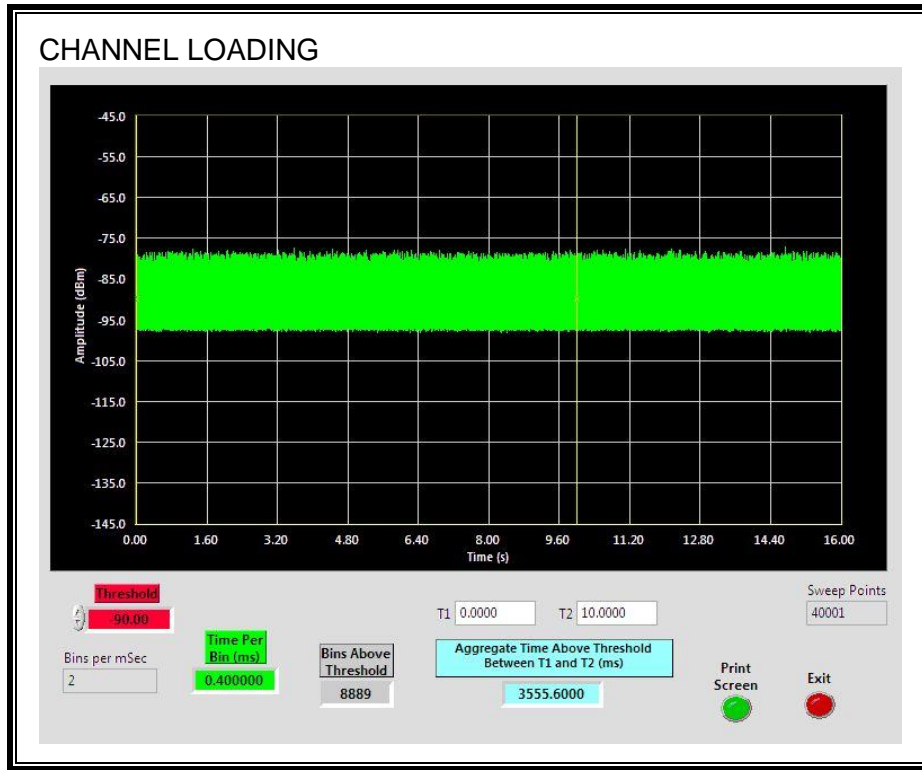 CHANNEL LOADING
-45.0
-55.0
-65.0
-75.0
-85.0
-95.0
-105.0
-115.0
-125.0
-135.0
-145.0
Amplitude (dBm)
0.00 1.60 3.20 4.80 6.40 8.00 9.60 11.20 12.80 14.40 16.00
Time (s)
Threshold
-90.00
Bins per mSec
2
Time Per
Bin (ms)
0.400000
Bins Above
Threshold
8889
T1 0.0000 T2 10.0000
Aggregate Time Above Threshold
Between T1 and T2 (ms)
3555.6000
Sweep Points
40001
Print
Screen
Exit